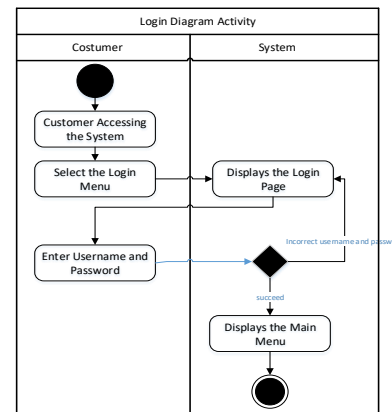 Login Diagram Activity
Costumer
System
Customer Accessing
the System
Select the Login
Menu
Displays the Login
Page
Enter Username and
Password
Incorrect username and passw
succeed
Displays the Main
Menu